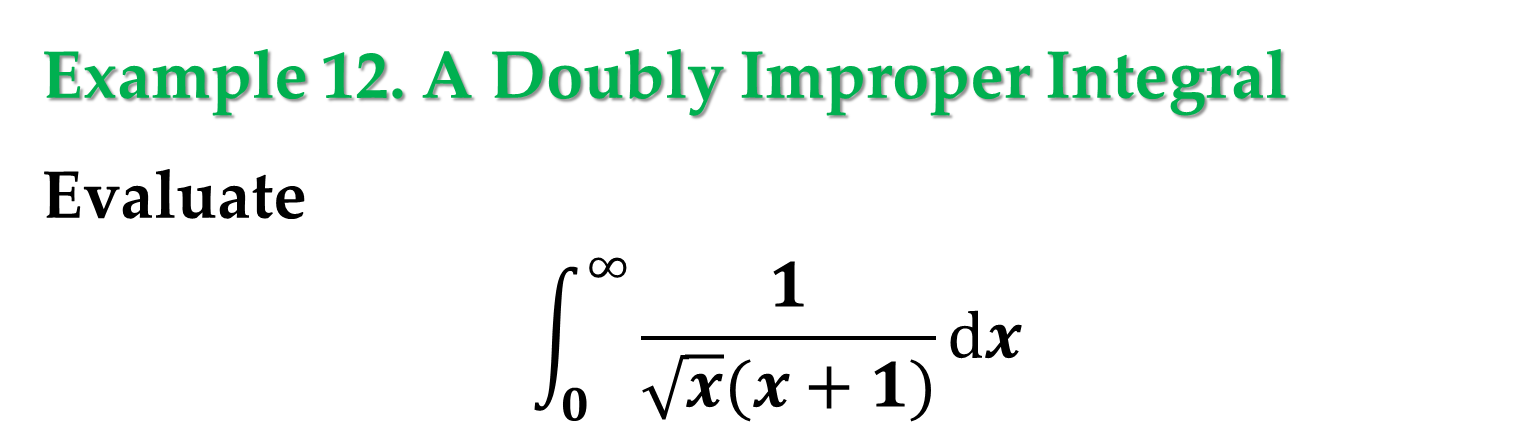 Example 12. A Doubly Improper Integral
Evaluate
∫₀^∞ 1/(√x(x + 1)) dx